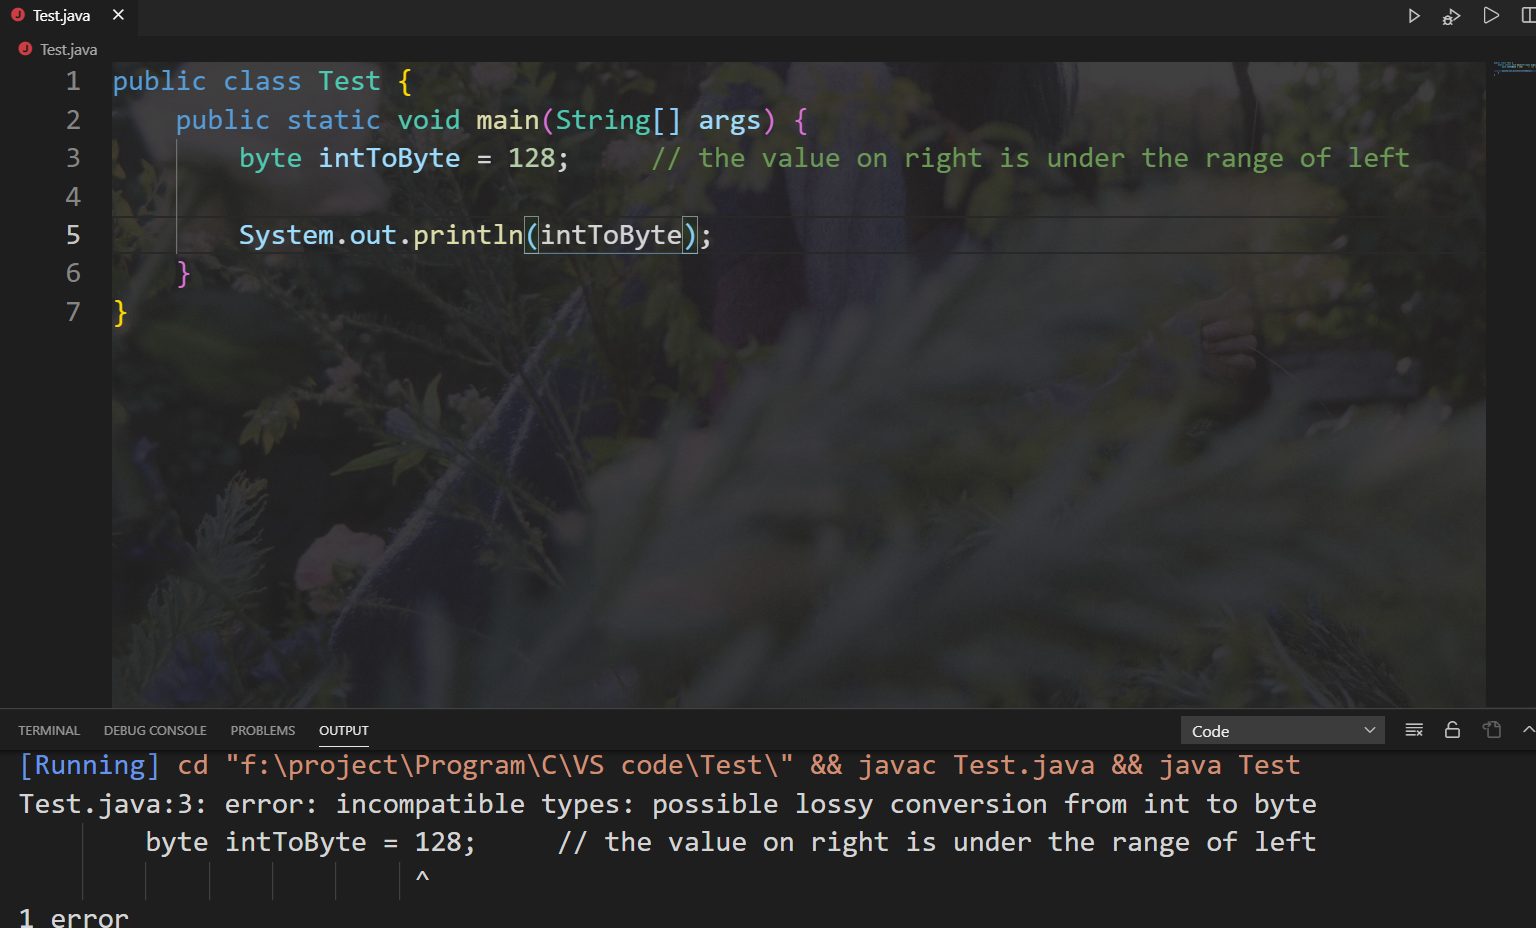 Test.java
Test.java
1 public class Test {
2     public static void main(String[] args) {
3         byte intToByte = 128;     // the value on right is under the range of left
4
5         System.out.println(intToByte);
6     }
7 }
TERMINAL DEBUG CONSOLE PROBLEMS OUTPUT Code
[Running] cd "f:\project\Program\C\VS code\Test\" && javac Test.java && java Test
Test.java:3: error: incompatible types: possible lossy conversion from int to byte
        byte intToByte = 128;     // the value on right is under the range of left
                         ^
1 error